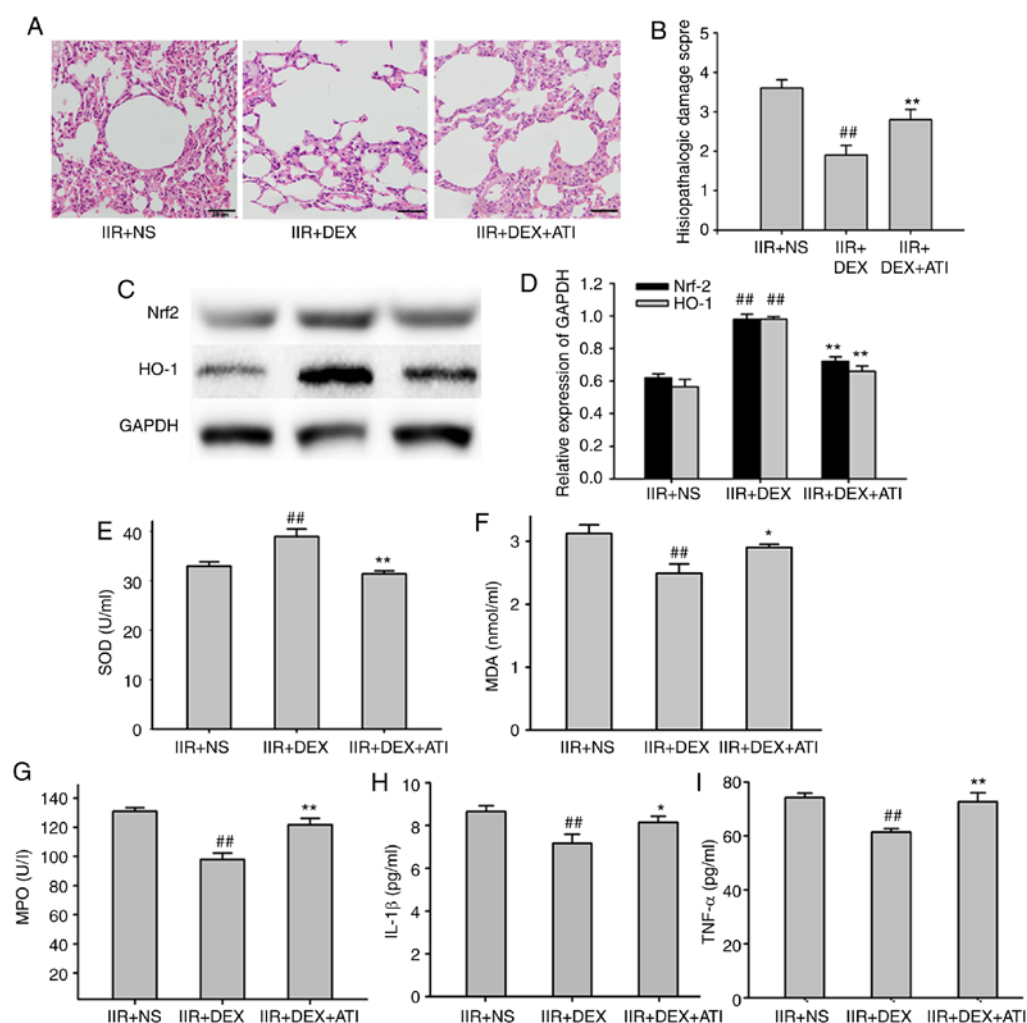 A
IIR+NS
IIR+DEX
IIR+DEX+ATI
B
Hisiopathalogic damage scpre
5
4
3
2
1
0
##
**
IIR+NS
IIR+
DEX
IIR+
DEX+ATI
C
Nrf2
HO-1
GAPDH
D
Nrf-2
HO-1
Relative expression of GAPDH
1.2
1.0
0.8
0.6
0.4
0.2
0.0
## ##
** **
IIR+NS
IIR+DEX
IIR+DEX+ATI
E
SOD (U/ml)
40
30
20
10
0
##
**
IIR+NS
IIR+DEX
IIR+DEX+ATI
F
MDA (nmol/ml)
3
2
1
0
##
*
IIR+NS
IIR+DEX
IIR+DEX+ATI
G
MPO (U/l)
140
120
100
80
60
40
20
##
**
IIR+NS
IIR+DEX
IIR+DEX+ATI
H
IL-1β (pg/ml)
10
8
6
4
2
0
##
*
IIR+NS
IIR+DEX
IIR+DEX+ATI
I
TNF-α (pg/ml)
80
60
40
20
0
##
**
IIR+NS
IIR+DEX
IIR+DEX+ATI